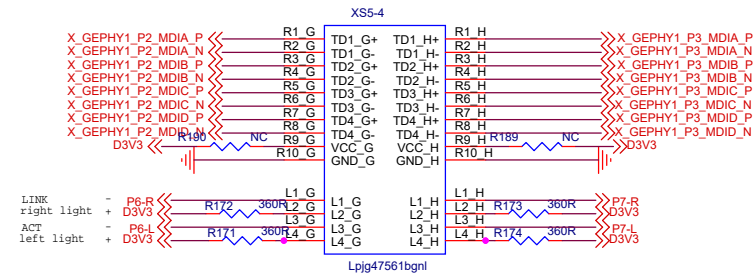 XS5-4
X_GEPHY1_P2_MDIA_P R1_G TD1_G+ TD1_H+ R1_H X_GEPHY1_P3_MDIA_P
X_GEPHY1_P2_MDIA_N R2_G TD1_G- TD1_H- R2_H X_GEPHY1_P3_MDIA_N
X_GEPHY1_P2_MDIB_P R3_G TD2_G+ TD2_H+ R3_H X_GEPHY1_P3_MDIB_P
X_GEPHY1_P2_MDIB_N R4_G TD2_G- TD2_H- R4_H X_GEPHY1_P3_MDIB_N
X_GEPHY1_P2_MDIC_P R5_G TD3_G+ TD3_H+ R5_H X_GEPHY1_P3_MDIC_P
X_GEPHY1_P2_MDIC_N R6_G TD3_G- TD3_H- R6_H X_GEPHY1_P3_MDIC_N
X_GEPHY1_P2_MDID_P R7_G TD4_G+ TD4_H+ R7_H X_GEPHY1_P3_MDID_P
X_GEPHY1_P2_MDID_N R8_G TD4_G- TD4_H- R8_H X_GEPHY1_P3_MDID_N
D3V3 R190 NC R9_G VCC_G VCC_H R9_H R189 NC D3V3
R10_G GND_G GND_H R10_H
LINK - P6-R L1_G L1_G L1_H L1_H P7-R
right light + D3V3 R172 360R L2_G L2_G L2_H L2_H R173 360R D3V3
ACT - P6-L L3_G L3_G L3_H L3_H P7-L
left light + D3V3 R171 360R L4_G L4_G L4_H L4_H R174 360R D3V3
Lpjg47561bgnl